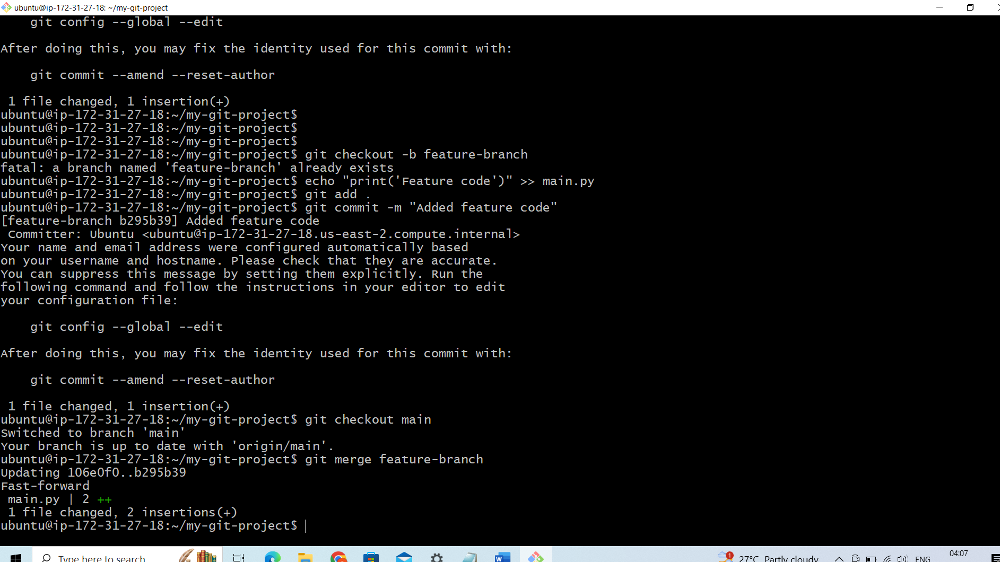 ubuntu@ip-172-31-27-18: ~/my-git-project
    git config --global --edit

After doing this, you may fix the identity used for this commit with:

    git commit --amend --reset-author

 1 file changed, 1 insertion(+)
ubuntu@ip-172-31-27-18:~/my-git-project$
ubuntu@ip-172-31-27-18:~/my-git-project$
ubuntu@ip-172-31-27-18:~/my-git-project$
ubuntu@ip-172-31-27-18:~/my-git-project$ git checkout -b feature-branch
fatal: a branch named 'feature-branch' already exists
ubuntu@ip-172-31-27-18:~/my-git-project$ echo "print('Feature code')" >> main.py
ubuntu@ip-172-31-27-18:~/my-git-project$ git add .
ubuntu@ip-172-31-27-18:~/my-git-project$ git commit -m "Added feature code"
[feature-branch b295b39] Added feature code
 Committer: Ubuntu <ubuntu@ip-172-31-27-18.us-east-2.compute.internal>
Your name and email address were configured automatically based
on your username and hostname. Please check that they are accurate.
You can suppress this message by setting them explicitly. Run the
following command and follow the instructions in your editor to edit
your configuration file:

    git config --global --edit

After doing this, you may fix the identity used for this commit with:

    git commit --amend --reset-author

 1 file changed, 1 insertion(+)
ubuntu@ip-172-31-27-18:~/my-git-project$ git checkout main
Switched to branch 'main'
Your branch is up to date with 'origin/main'.
ubuntu@ip-172-31-27-18:~/my-git-project$ git merge feature-branch
Updating 106e0f0..b295b39
Fast-forward
 main.py | 2 ++
 1 file changed, 2 insertions(+)
ubuntu@ip-172-31-27-18:~/my-git-project$
Type here to search
W
1
27°C Partly cloudy
ENG
04:07